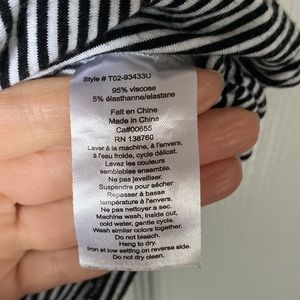 Style # T02-93433U
95% viscose
5% élasthanne/elastane
Fait en Chine
Made in China
Ca#00655
RN 138760
Laver à la machine, à l'envers,
à l'eau froide, cycle délicat.
Levez les couleurs
semblables ensemble.
Ne pas javelliser.
Suspendre pour sécher
Repasser à basse
température à l'envers.
Ne pas nettoyer a sec.
Machine wash, Inside out,
cold water, gentle cycle.
Wash similar colors together.
Do not bleach.
Hang to dry.
Iron at low setting on reverse side.
Do not dry clean.